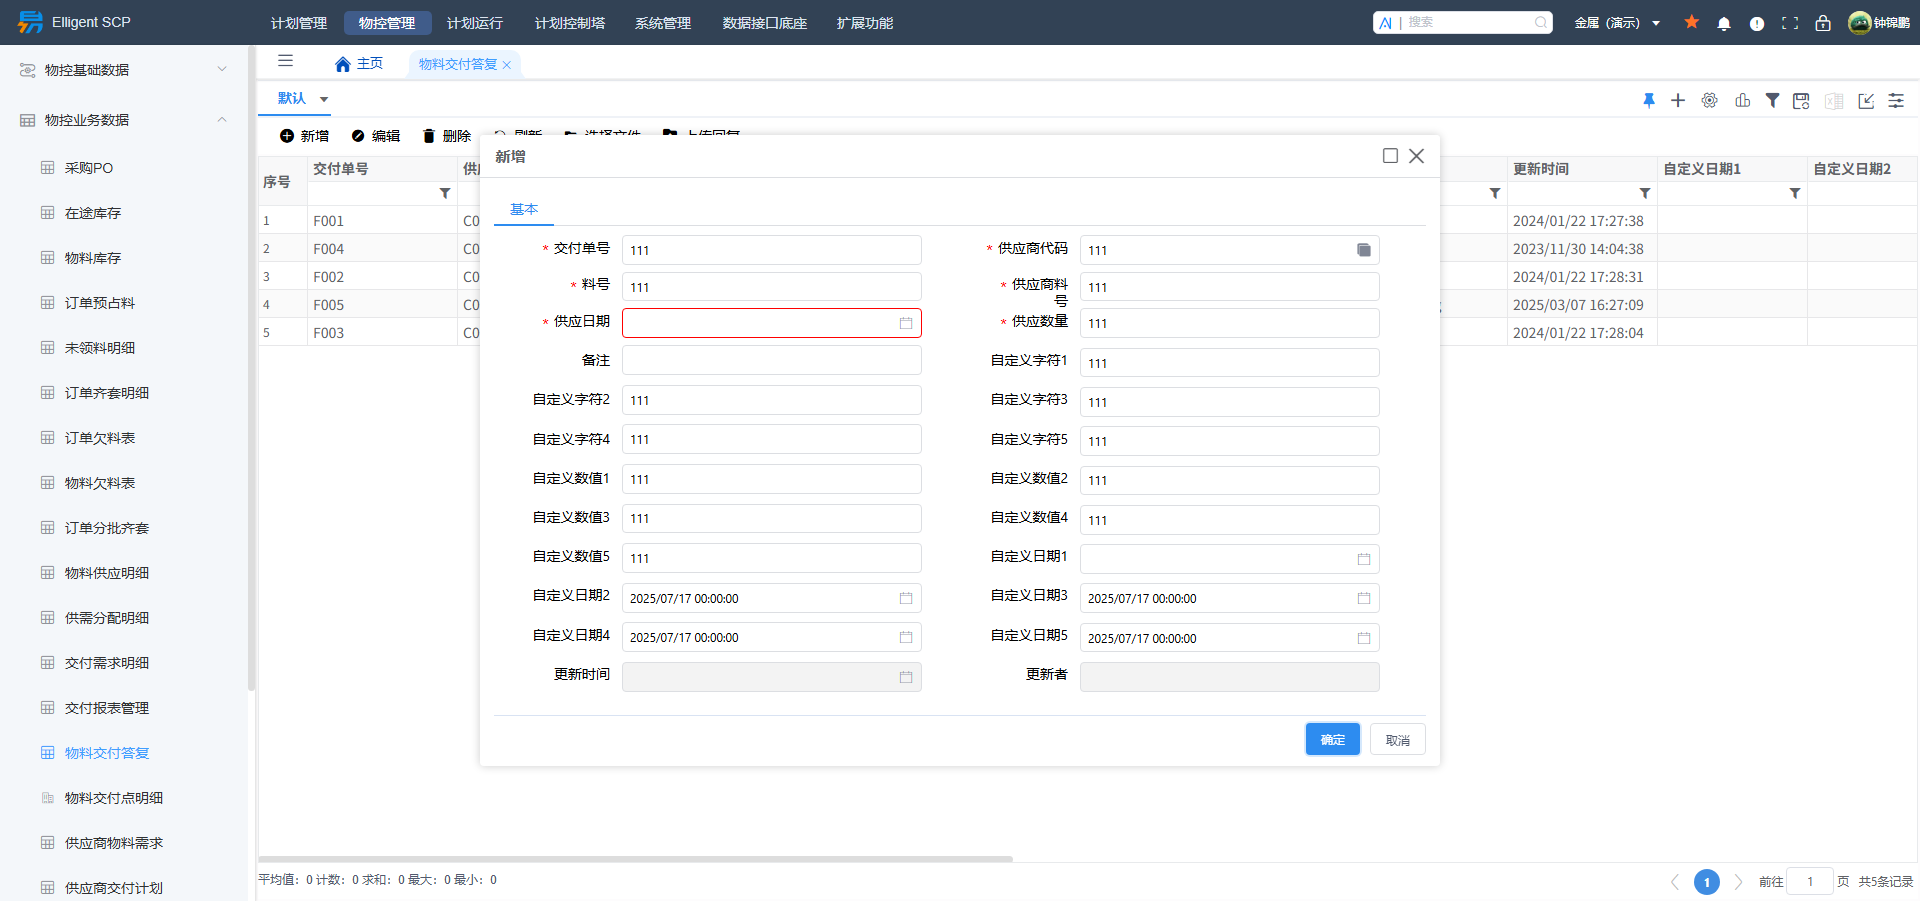 Elligent SCP
计划管理
物控管理
计划运行
计划控制塔
系统管理
数据接口底座
扩展功能
AI | 搜索
金属（演示）
钟锦鹏
物控基础数据
物控业务数据
采购PO
在途库存
物料库存
订单预占料
未领料明细
订单齐套明细
订单欠料表
物料欠料表
订单分批齐套
物料供应明细
供需分配明细
交付需求明细
交付报表管理
物料交付答复
物料交付点明细
供应商物料需求
供应商交付计划
主页
物料交付答复
默认
新增
编辑
删除
刷新
选择文件
上传回复
序号
交付单号
更新时间
自定义日期1
自定义日期2
1 F001 C0 2024/01/22 17:27:38
2 F004 C0 2023/11/30 14:04:38
3 F002 C0 2024/01/22 17:28:31
4 F005 C0 2025/03/07 16:27:09
5 F003 C0 2024/01/22 17:28:04
新增
基本
* 交付单号 111
* 供应商代码 111
* 料号 111
* 供应商料号 111
* 供应日期
* 供应数量 111
备注
自定义字符1 111
自定义字符2 111
自定义字符3 111
自定义字符4 111
自定义字符5 111
自定义数值1 111
自定义数值2 111
自定义数值3 111
自定义数值4 111
自定义数值5 111
自定义日期1
自定义日期2 2025/07/17 00:00:00
自定义日期3 2025/07/17 00:00:00
自定义日期4 2025/07/17 00:00:00
自定义日期5 2025/07/17 00:00:00
更新时间
更新者
确定
取消
平均值：0 计数：0 求和：0 最大：0 最小：0
1
前往 1 页 共5条记录